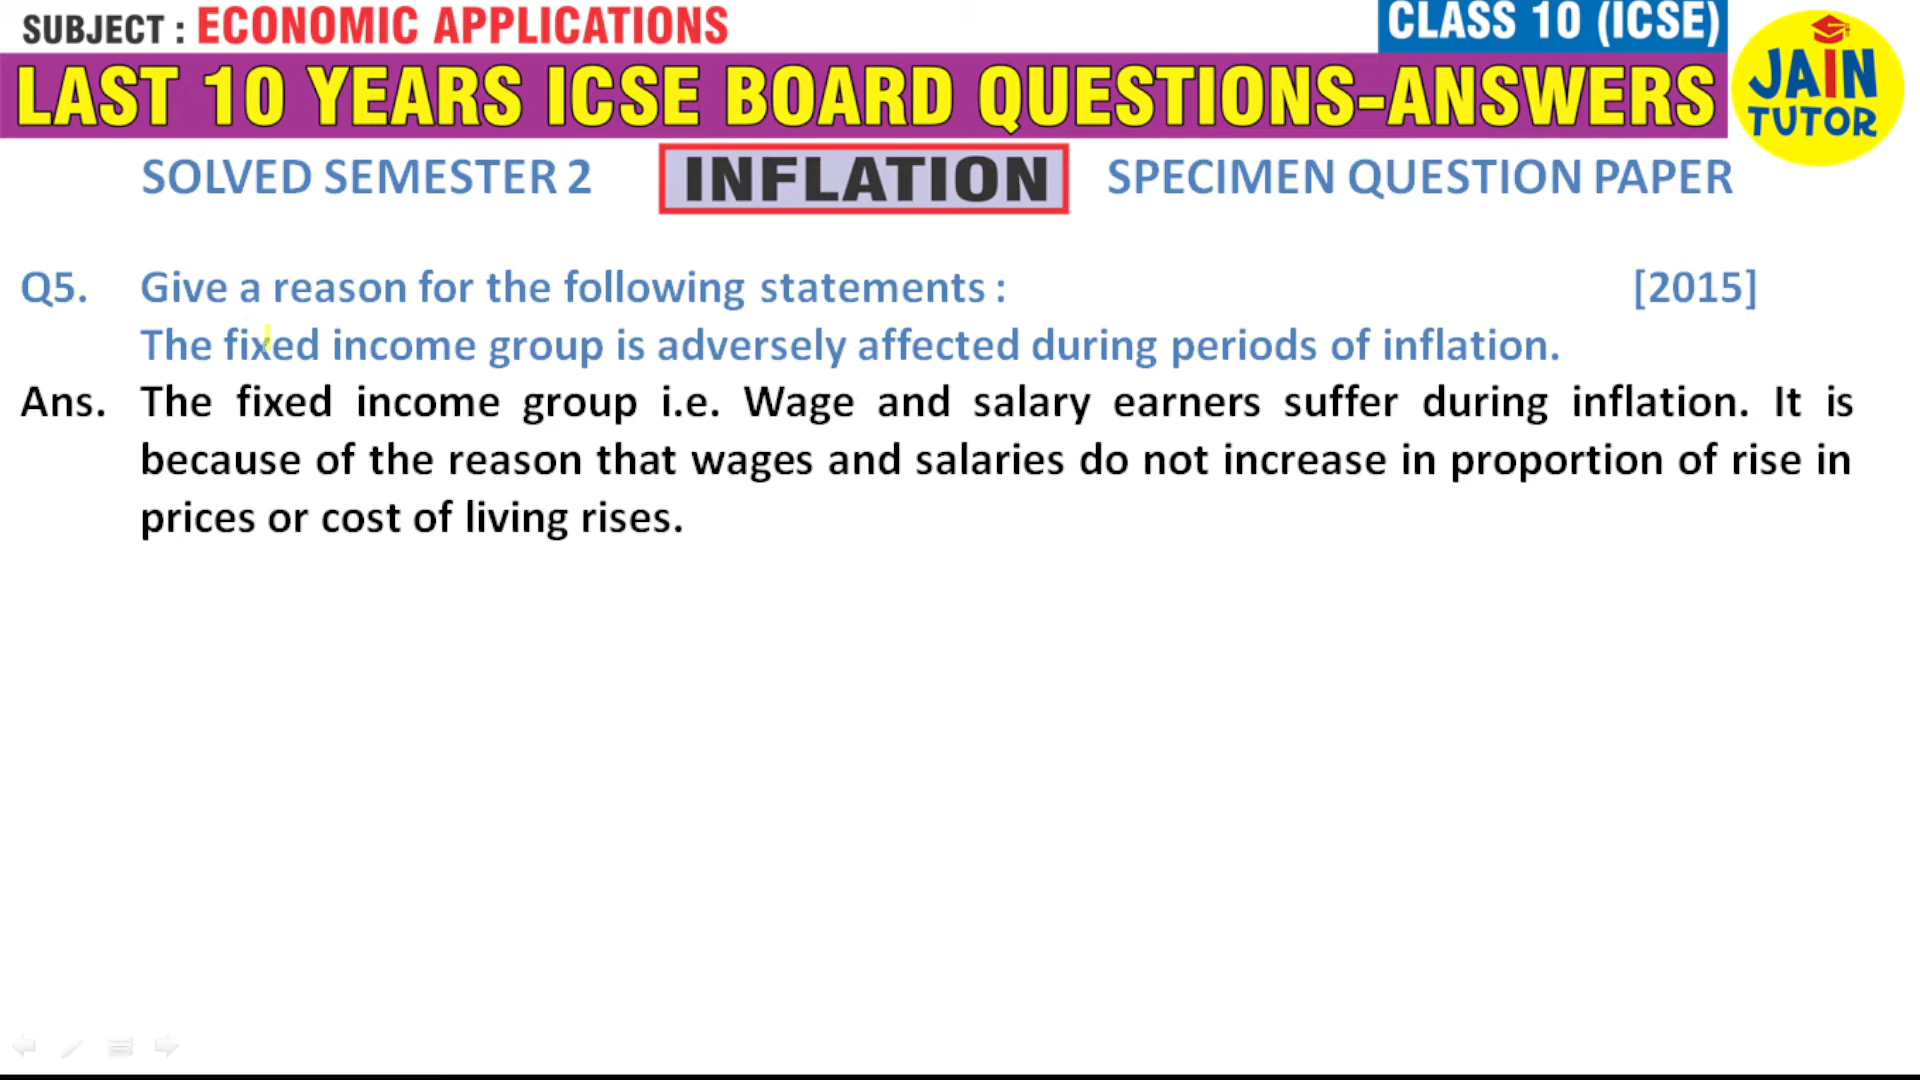 SUBJECT : ECONOMIC APPLICATIONS
CLASS 10 (ICSE)
LAST 10 YEARS ICSE BOARD QUESTIONS-ANSWERS
JAIN
TUTOR
SOLVED SEMESTER 2 INFLATION SPECIMEN QUESTION PAPER
Q5. Give a reason for the following statements : [2015]
The fixed income group is adversely affected during periods of inflation.
Ans. The fixed income group i.e. Wage and salary earners suffer during inflation. It is
because of the reason that wages and salaries do not increase in proportion of rise in
prices or cost of living rises.